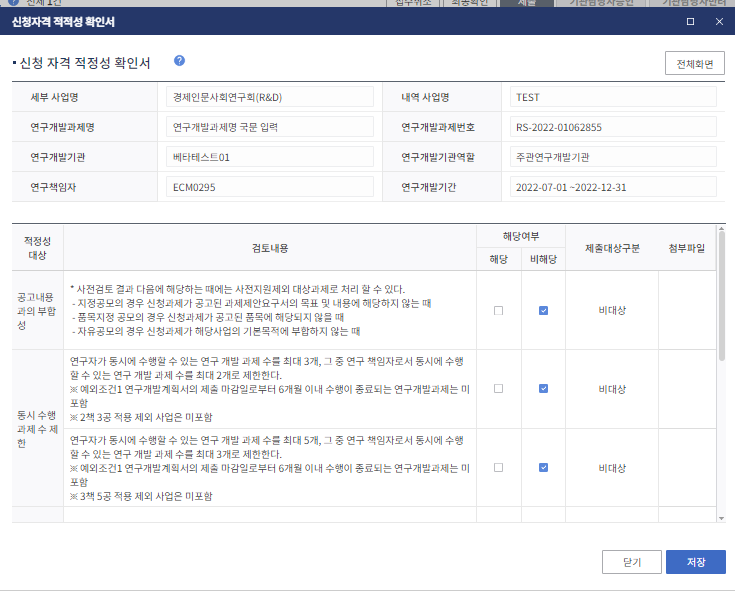 전체 1건
접수취소 최종확인 제출 기관담당자승인 기관담당자반려
신청자격 적적성 확인서
신청 자격 적정성 확인서 ?
전체화면
세부 사업명 경제인문사회연구회(R&D) 내역 사업명 TEST
연구개발과제명 연구개발과제명 국문 입력 연구개발과제번호 RS-2022-01062855
연구개발기관 베타테스트01 연구개발기관역할 주관연구개발기관
연구책임자 ECM0295 연구개발기간 2022-07-01 ~2022-12-31
적정성
대상
검토내용
해당여부
해당 비해당
제출대상구분
첨부파일
공고내용
과의 부합
성
* 사전검토 결과 다음에 해당하는 때에는 사전지원제외 대상과제로 처리 할 수 있다.
- 지정공모의 경우 신청과제가 공고된 과제제안요구서의 목표 및 내용에 해당하지 않는 때
- 품목지정 공모의 경우 신청과제가 공고된 품목에 해당되지 않을 때
- 자유공모의 경우 신청과제가 해당사업의 기본목적에 부합하지 않는 때
비대상
동시 수행
과제 수 제
한
연구자가 동시에 수행할 수 있는 연구 개발 과제 수를 최대 3개, 그 중 연구 책임자로서 동시에 수행
할 수 있는 연구 개발 과제 수를 최대 2개로 제한한다.
※ 예외조건1 연구개발계획서의 제출 마감일로부터 6개월 이내 수행이 종료되는 연구개발과제는 미
포함
※ 2책 3공 적용 제외 사업은 미포함
비대상
연구자가 동시에 수행할 수 있는 연구 개발 과제 수를 최대 5개, 그 중 연구 책임자로서 동시에 수행
할 수 있는 연구 개발 과제 수를 최대 3개로 제한한다.
※ 예외조건1 연구개발계획서의 제출 마감일로부터 6개월 이내 수행이 종료되는 연구개발과제는 미
포함
※ 3책 5공 적용 제외 사업은 미포함
비대상
닫기 저장